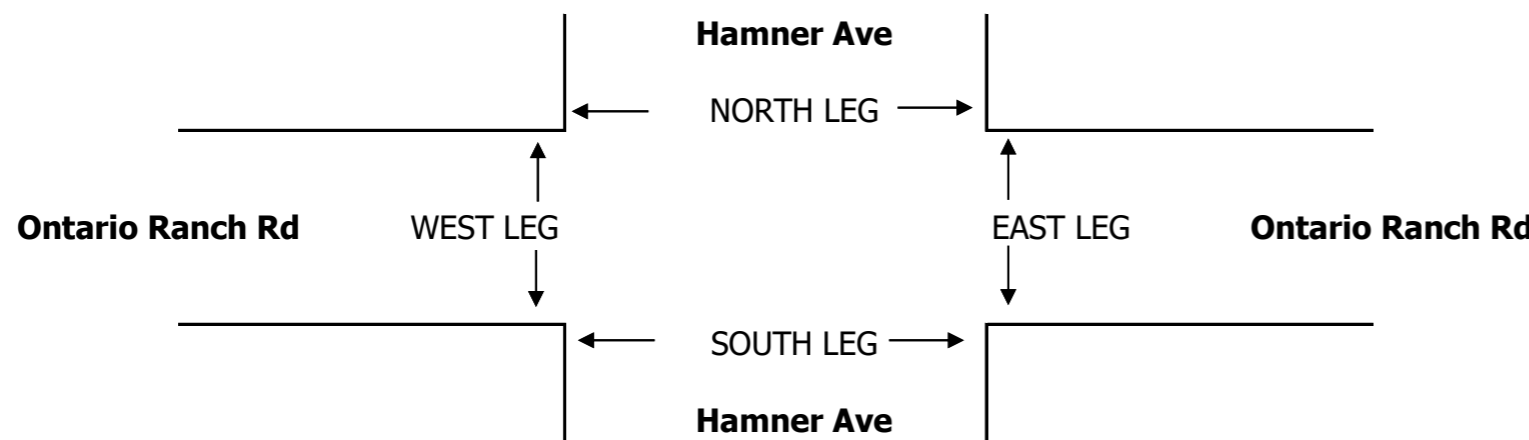 Hamner Ave
NORTH LEG
Ontario Ranch Rd WEST LEG EAST LEG Ontario Ranch Rd
SOUTH LEG
Hamner Ave